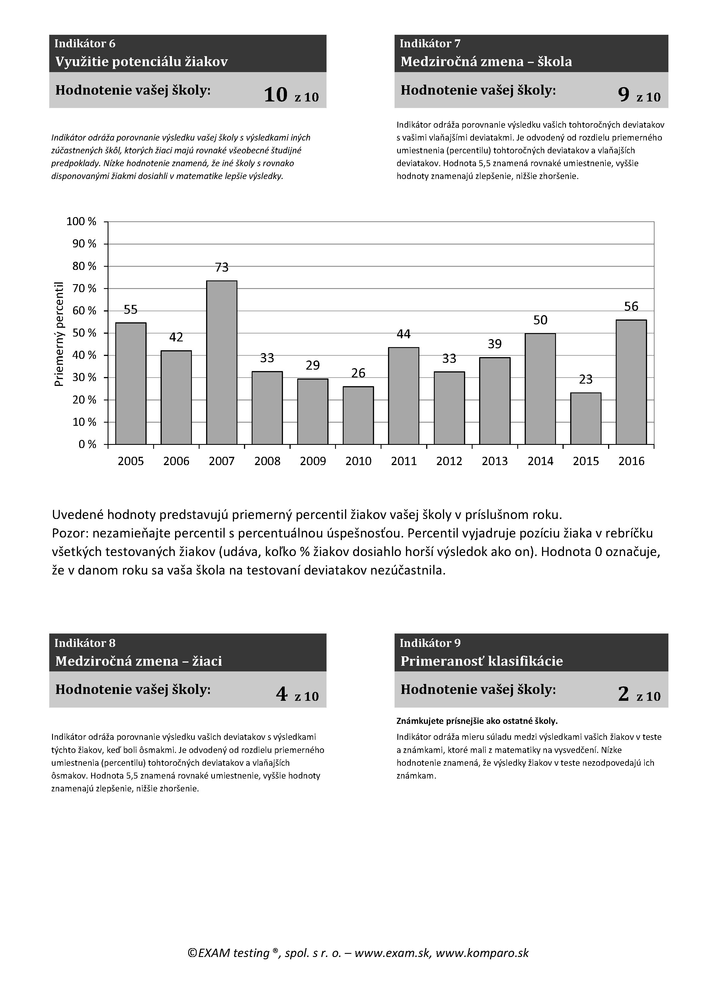 Indikátor 6
Využitie potenciálu žiakov
Hodnotenie vašej školy: 10 z 10
Indikátor odráža porovnanie výsledku vašej školy s výsledkami iných
zúčastnených škôl, ktorých žiaci majú rovnaké všeobecné študijné
predpoklady. Nízke hodnotenie znamená, že iné školy s rovnako
disponovanými žiakmi dosiahli v matematike lepšie výsledky.
Indikátor 7
Medziročná zmena – škola
Hodnotenie vašej školy: 9 z 10
Indikátor odráža porovnanie výsledku vašich tohtoročných deviatakov
s vašimi vlaňajšími deviatakmi. Je odvodený od rozdielu priemerného
umiestnenia (percentilu) tohtoročných deviatakov a vlaňajších
deviatakov. Hodnota 5,5 znamená rovnaké umiestnenie, vyššie
hodnoty znamenajú zlepšenie, nižšie zhoršenie.
Priemerný percentil
100 %
90 %
80 %
70 %
60 %
50 %
40 %
30 %
20 %
10 %
0 %
55 42 73 33 29 26 44 33 39 50 23 56
2005 2006 2007 2008 2009 2010 2011 2012 2013 2014 2015 2016
Uvedené hodnoty predstavujú priemerný percentil žiakov vašej školy v príslušnom roku.
Pozor: nezamieňajte percentil s percentuálnou úspešnosťou. Percentil vyjadruje pozíciu žiaka v rebríčku
všetkých testovaných žiakov (udáva, koľko % žiakov dosiahlo horší výsledok ako on). Hodnota 0 označuje,
že v danom roku sa vaša škola na testovaní deviatakov nezúčastnila.
Indikátor 8
Medziročná zmena – žiaci
Hodnotenie vašej školy: 4 z 10
Indikátor odráža porovnanie výsledku vašich deviatakov s výsledkami
týchto žiakov, keď boli ôsmakmi. Je odvodený od rozdielu priemerného
umiestnenia (percentilu) tohtoročných deviatakov a vlaňajších
ôsmakov. Hodnota 5,5 znamená rovnaké umiestnenie, vyššie hodnoty
znamenajú zlepšenie, nižšie zhoršenie.
Indikátor 9
Primeranosť klasifikácie
Hodnotenie vašej školy: 2 z 10
Známkujete prísnejšie ako ostatné školy.
Indikátor odráža mieru súladu medzi výsledkami vašich žiakov v teste
a známkami, ktoré mali z matematiky na vysvedčení. Nízke
hodnotenie znamená, že výsledky žiakov v teste nezodpovedajú ich
známkam.
©EXAM testing ®, spol. s r. o. – www.exam.sk, www.komparo.sk